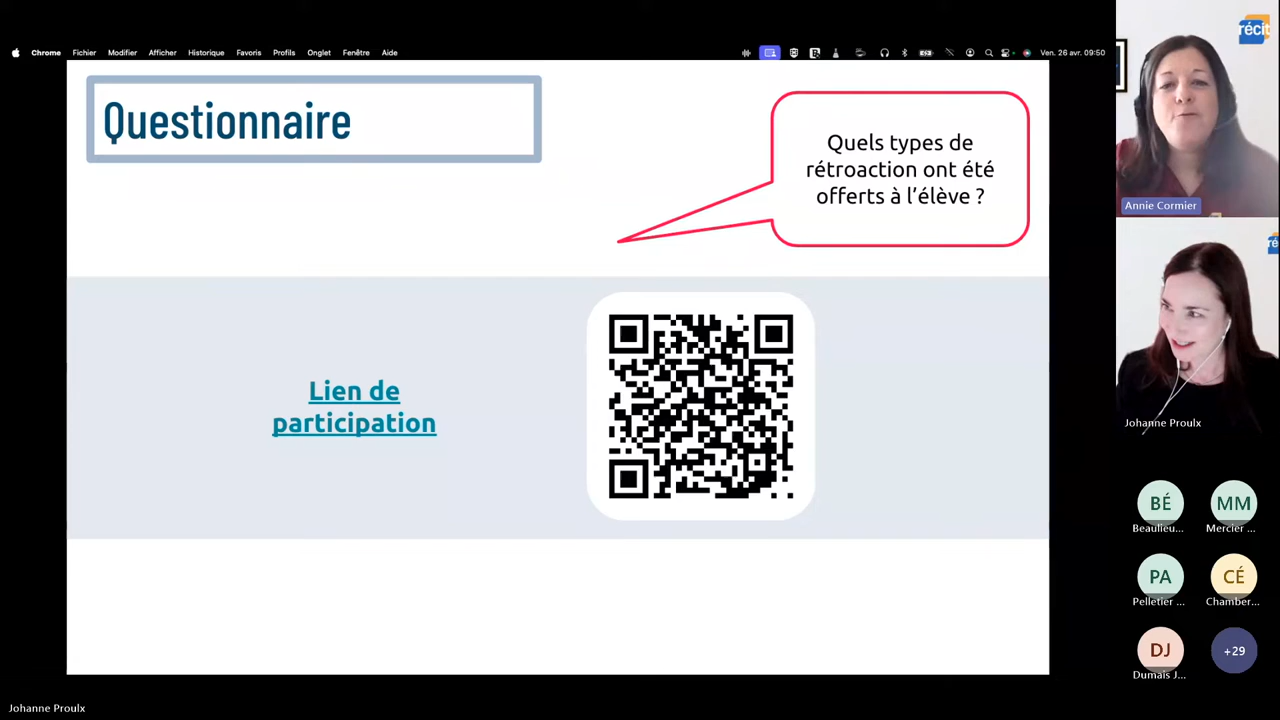 Chrome Fichier Modifier Afficher Historique Favoris Profils Onglet Fenêtre Aide
Ven. 26 avr. 09:50
récit
Questionnaire
Quels types de
rétroaction ont été
offerts à l'élève ?
Annie Cormier
ré
Lien de
participation
Johanne Proulx
BÉ MM
Beaulieu... Mercier ...
PA CÉ
Pelletier ... Chamber...
DJ +29
Dumais J...
Johanne Proulx